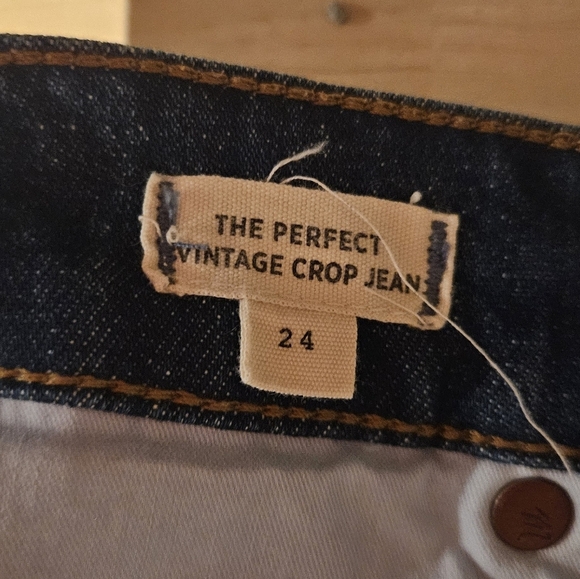 THE PERFECT
VINTAGE CROP JEAN
24